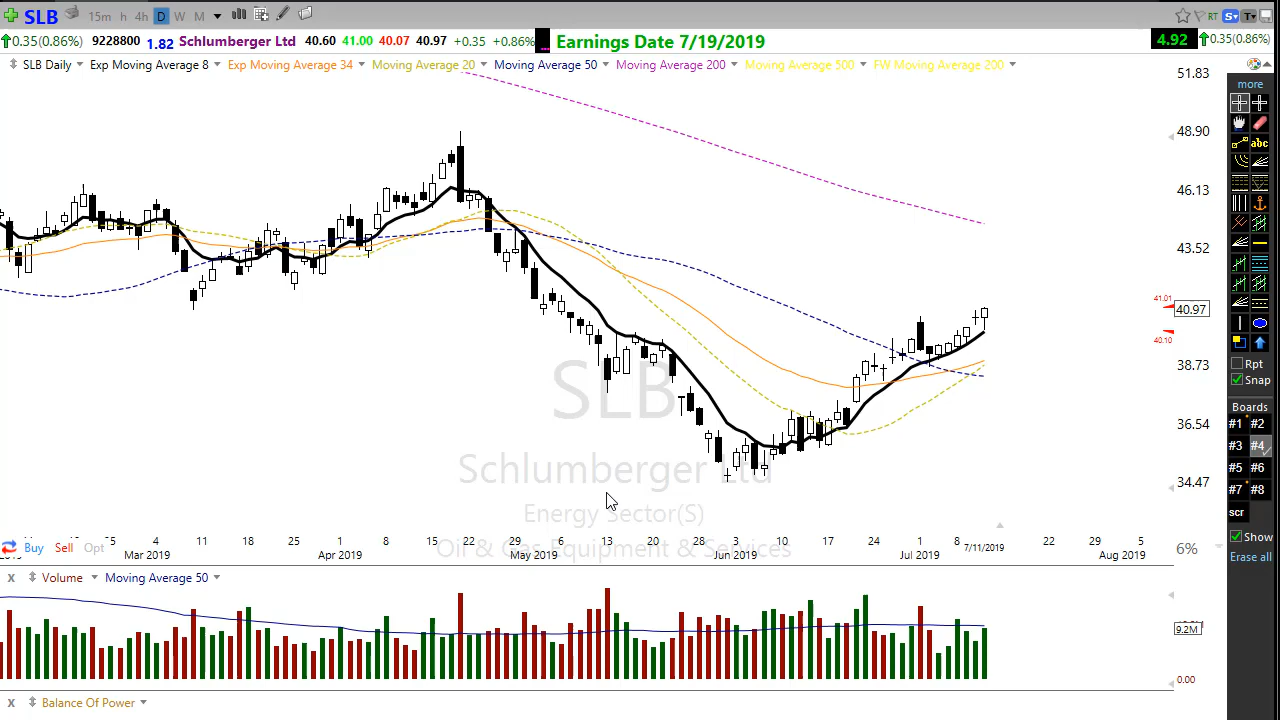 SLB 15m h 4h D W M RT S T
0.35(0.86%) 9228800 1.82 Schlumberger Ltd 40.60 41.00 40.07 40.97 +0.35 +0.86% Earnings Date 7/19/2019 4.92 0.35(0.86%)
SLB Daily Exp Moving Average 8 Exp Moving Average 34 Moving Average 20 Moving Average 50 Moving Average 200 Moving Average 500 FW Moving Average 200
51.83
more
abc
48.90
46.13
43.52
41.01
40.97
40.10
38.73
Rpt
Snap
Boards
#1 #2
36.54
#3 #4
#5 #6
34.47
#7 #8
scr
SLB
Schlumberger Ltd
Energy Sector(S)
Oil & Gas Equipment & Services
4 11 18 25 1 8 15 22 29 6 13 20 28 3 10 17 24 1 8 7/11/2019 22 29 5
Mar 2019 Apr 2019 May 2019 Jun 2019 Jul 2019 Aug 2019
Buy Sell Opt
6%
Show
Erase all
x Volume Moving Average 50
9.2M
0.00
x Balance Of Power